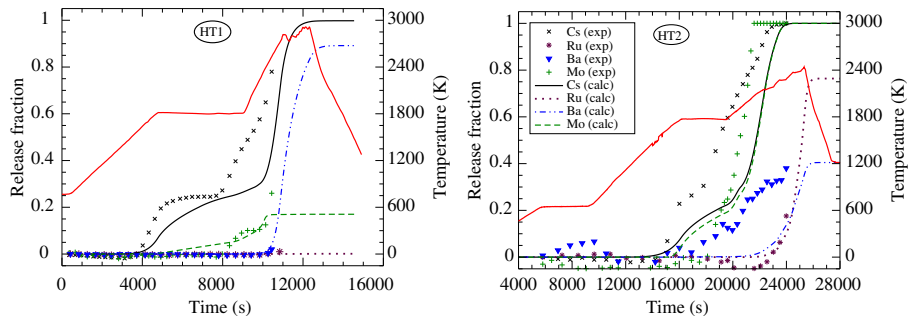 HT1
Release fraction
1
0.8
0.6
0.4
0.2
0
0 4000 8000 12000 16000
Time (s)
3000
2400
1800
1200
600
0
Temperature (K)
HT2
Release fraction
1
0.8
0.6
0.4
0.2
0
4000 8000 12000 16000 20000 24000 28000
Time (s)
3000
2400
1800
1200
600
0
Temperature (K)
Cs (exp)
Ru (exp)
Ba (exp)
Mo (exp)
Cs (calc)
Ru (calc)
Ba (calc)
Mo (calc)